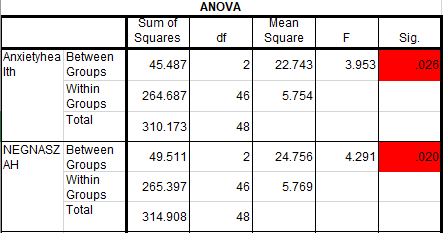 ANOVA
Sum of Squares df Mean Square F Sig.
Anxietyhealth Between Groups 45.487 2 22.743 3.953 .026
Within Groups 264.687 46 5.754
Total 310.173 48
NEGNASZAH Between Groups 49.511 2 24.756 4.291 .020
Within Groups 265.397 46 5.769
Total 314.908 48